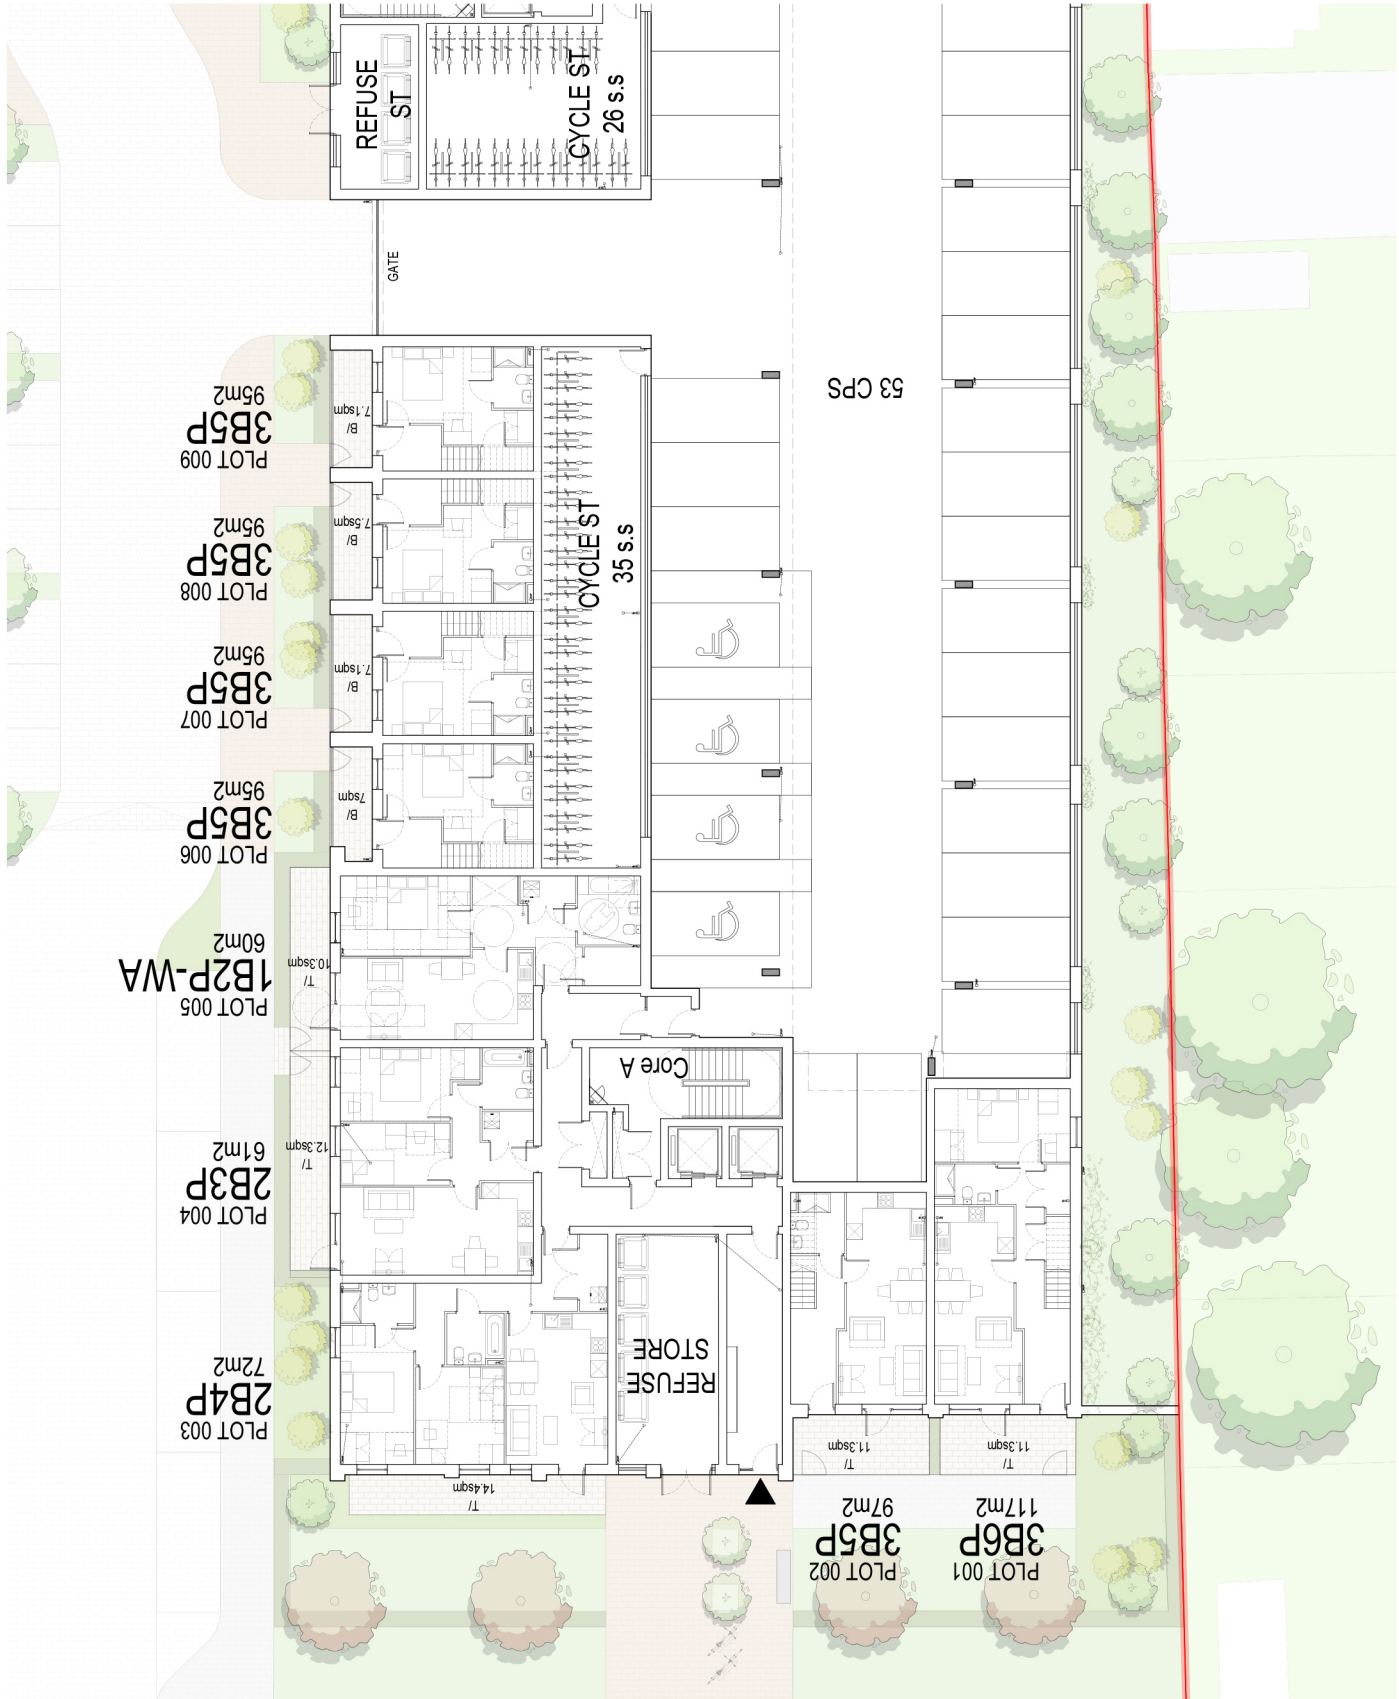 REFUSE
ST
CYCLE ST
26 s.s
GATE
53 CPS
PLOT 009
3B5P
95m2
B/
7.1sqm
PLOT 008
3B5P
95m2
B/
7.5sqm
PLOT 007
3B5P
95m2
B/
7.1sqm
PLOT 006
3B5P
95m2
B/
7sqm
CYCLE ST
35 s.s
PLOT 005
1B2P-WA
60m2
T/
10.3sqm
Core A
PLOT 004
2B3P
61m2
T/
12.3sqm
PLOT 003
2B4P
72m2
T/
14.4sqm
REFUSE
STORE
T/
11.3sqm
T/
11.3sqm
PLOT 002
3B5P
97m2
PLOT 001
3B6P
117m2